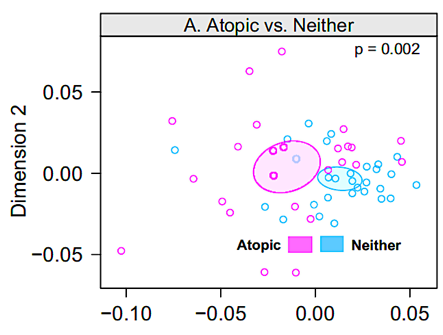 A. Atopic vs. Neither
p = 0.002
Dimension 2
0.05
0.00
−0.05
Atopic Neither
−0.10 −0.05 0.00 0.05